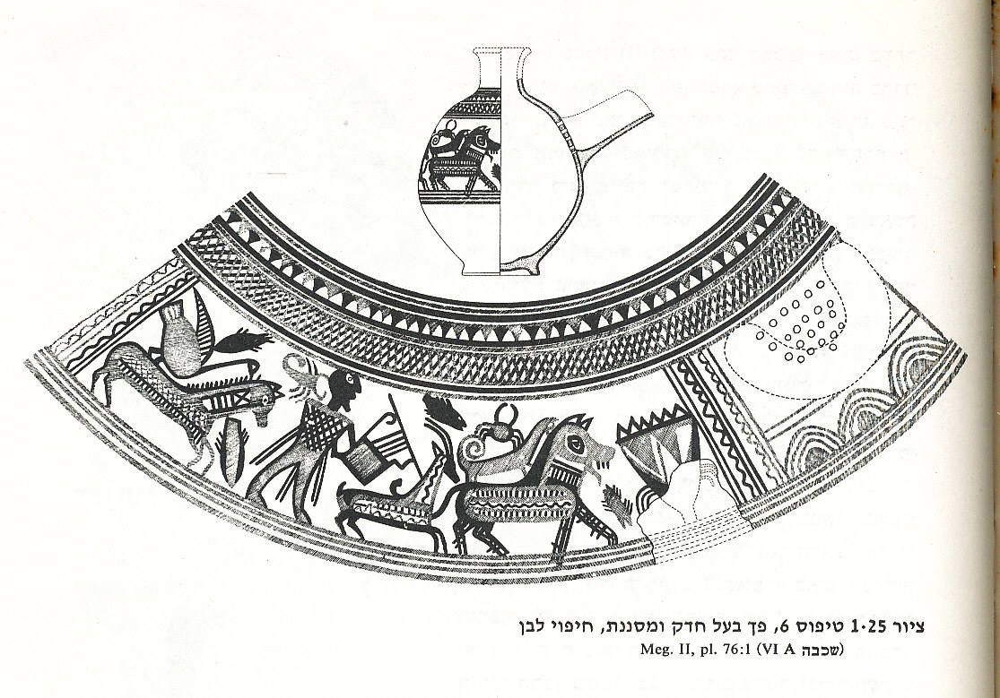 ציור 1·25 טיפוס 6, פך בעל חדק ומסננת, חיפוי לבן
(שכבה VI A) Meg. II, pl. 76:1